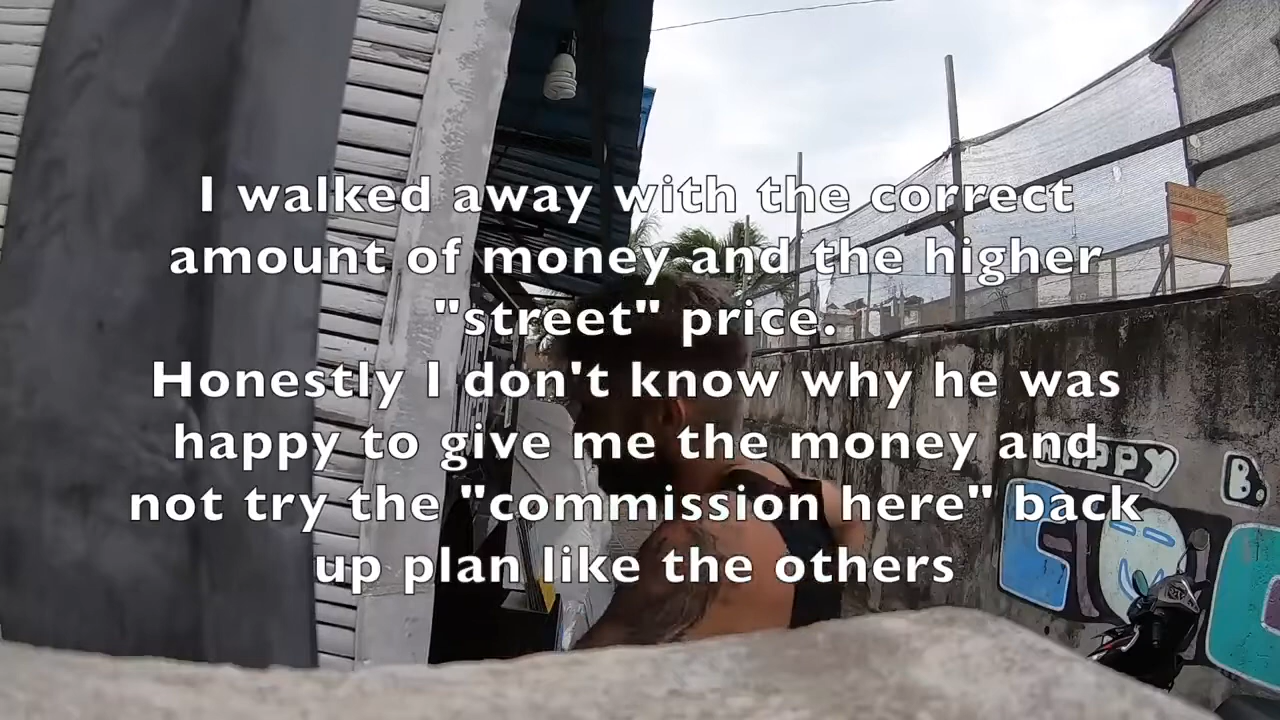 I walked away with the correct
amount of money and the higher
"street" price.
Honestly I don't know why he was
happy to give me the money and
not try the "commission here" back
up plan like the others
HAPPY
B.